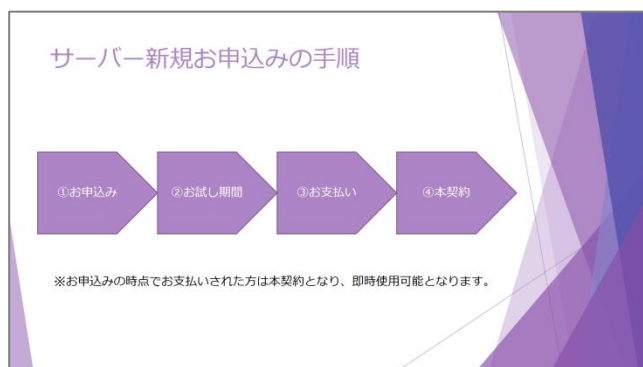 サーバー新規お申込みの手順
①お申込み
②お試し期間
③お支払い
④本契約
※お申込みの時点でお支払いされた方は本契約となり、即時使用可能となります。